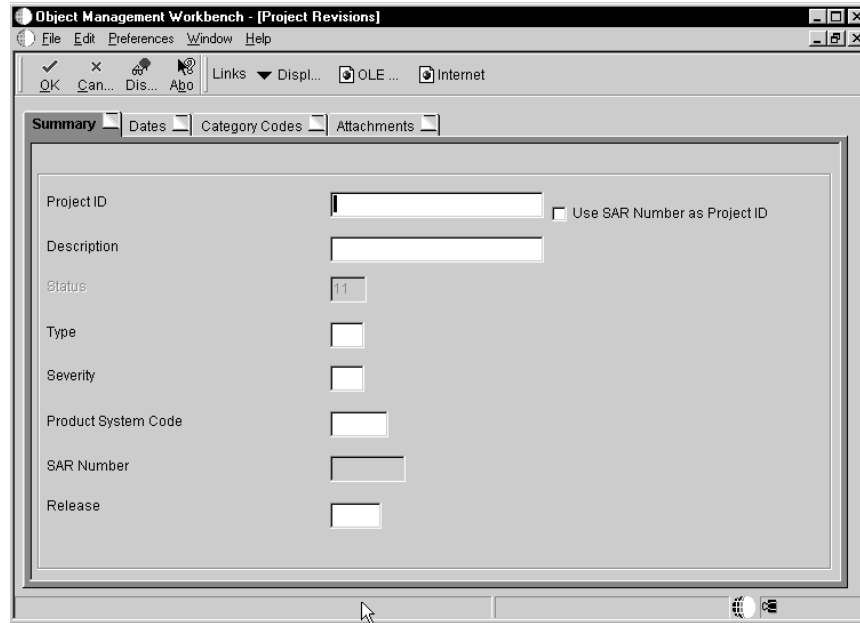 Object Management Workbench - [Project Revisions]
File Edit Preferences Window Help
OK Can... Dis... Abo Links Displ... OLE ... Internet
Summary Dates Category Codes Attachments
Project ID Use SAR Number as Project ID
Description
Status 11
Type
Severity
Product System Code
SAR Number
Release